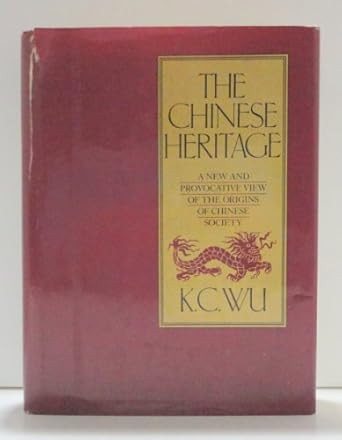 THE
CHINESE
HERITAGE
A NEW AND
PROVOCATIVE VIEW
OF THE ORIGINS
OF CHINESE
SOCIETY
K.C.WU